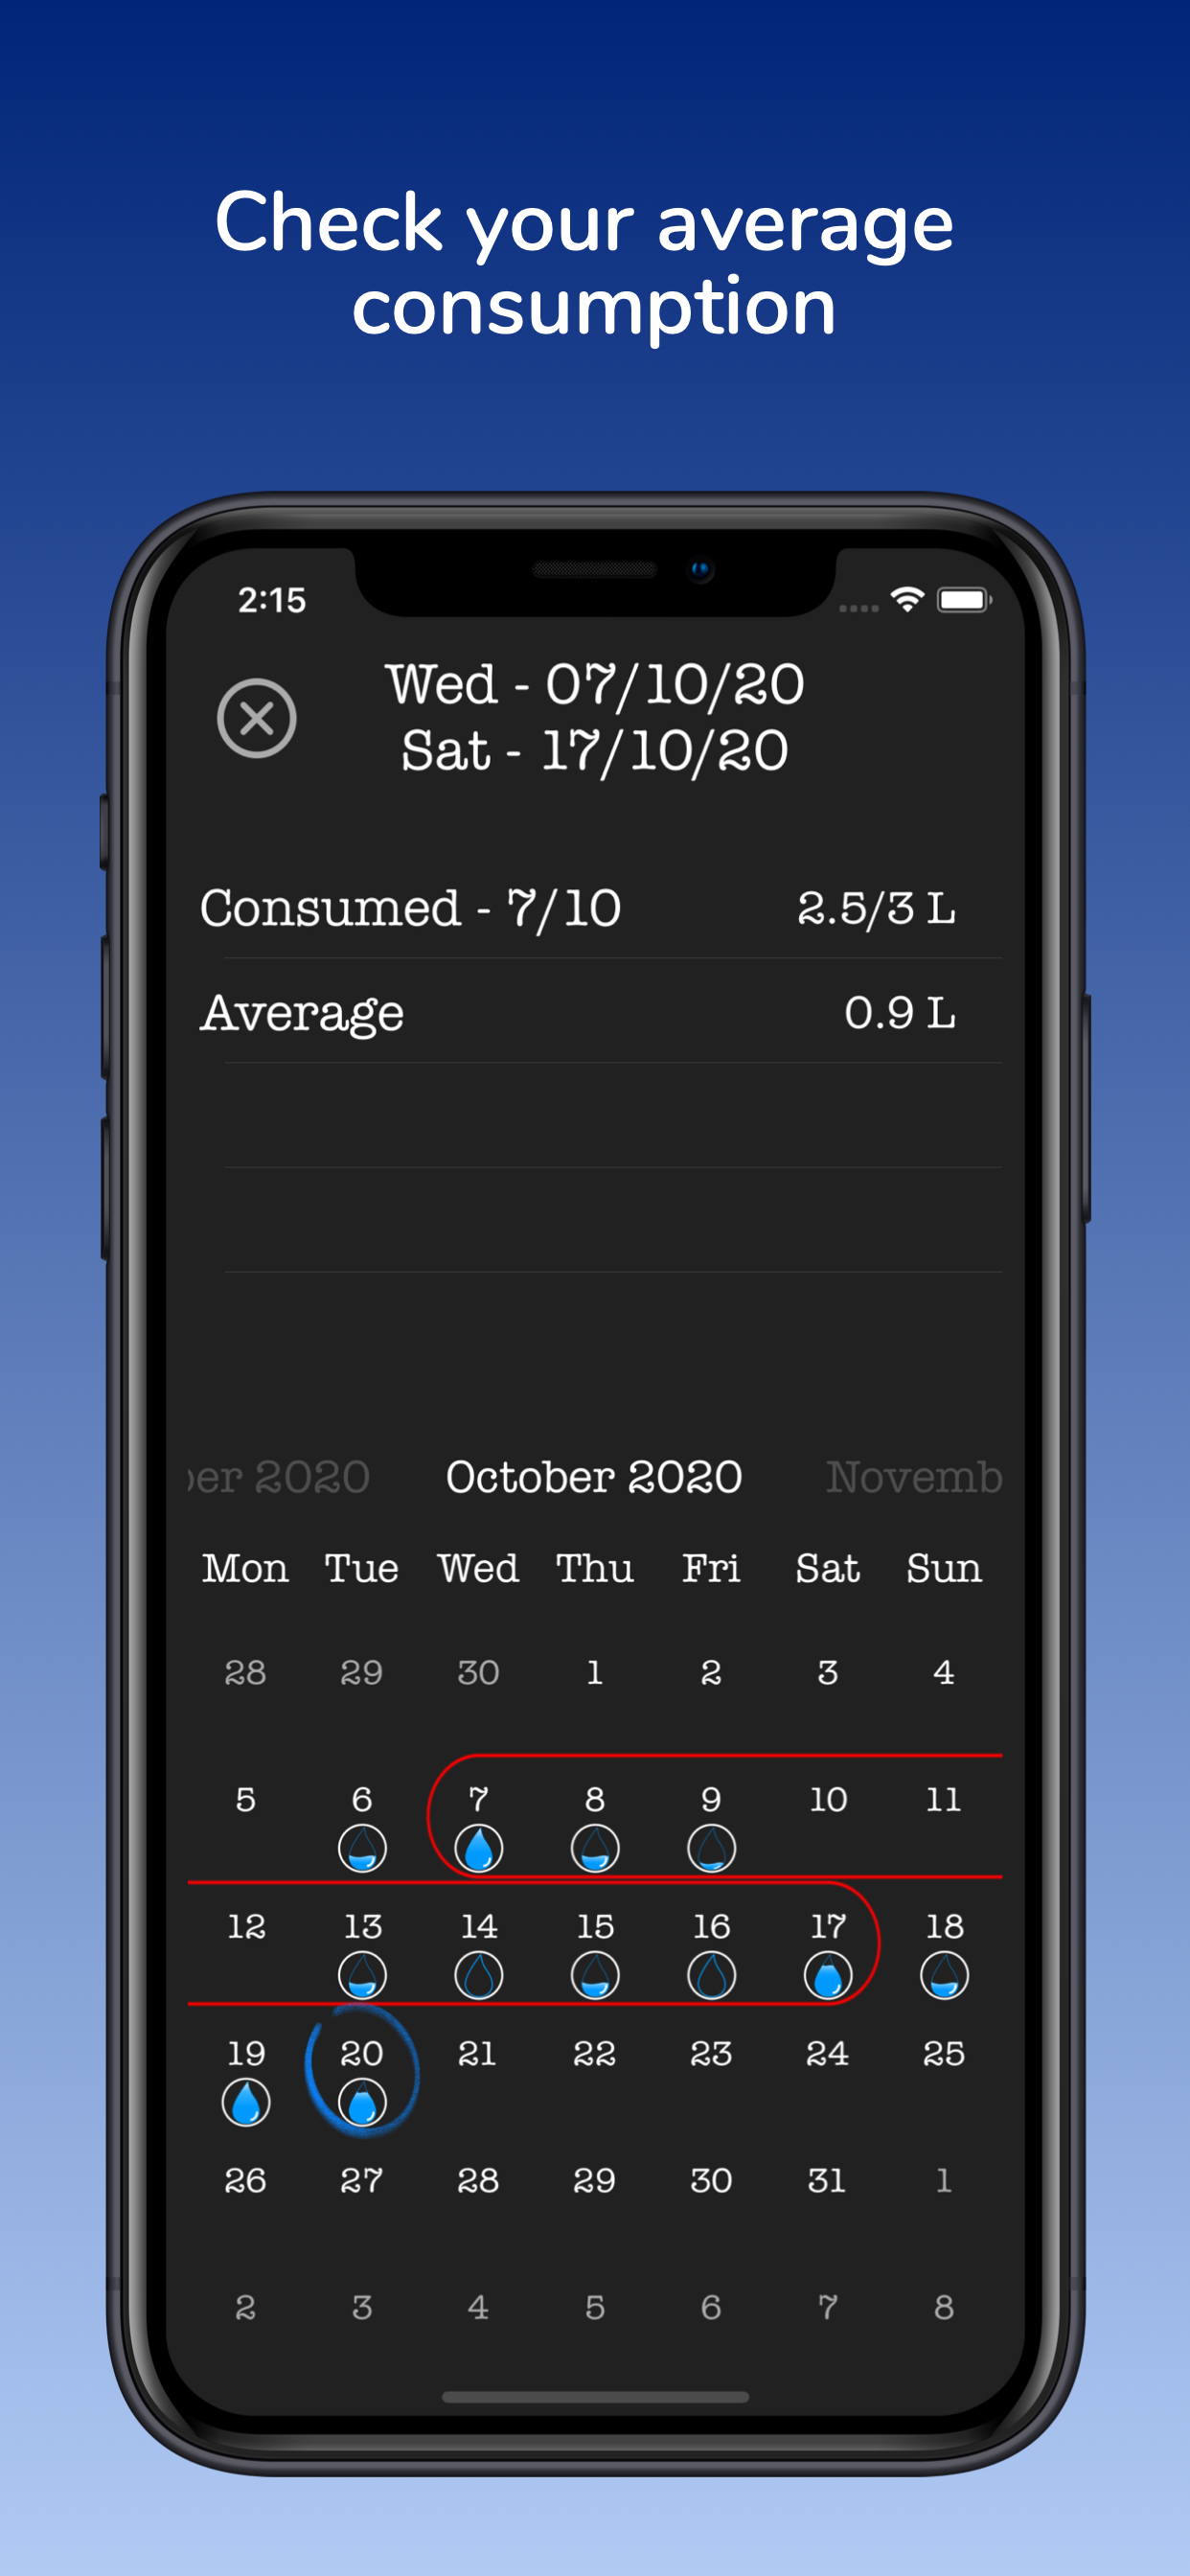 Check your average
consumption
2:15
Wed - 07/10/20
Sat - 17/10/20
Consumed - 7/10 2.5/3 L
Average 0.9 L
ber 2020 October 2020 Novemb
Mon Tue Wed Thu Fri Sat Sun
28 29 30 1 2 3 4
5 6 7 8 9 10 11
12 13 14 15 16 17 18
19 20 21 22 23 24 25
26 27 28 29 30 31 1
2 3 4 5 6 7 8